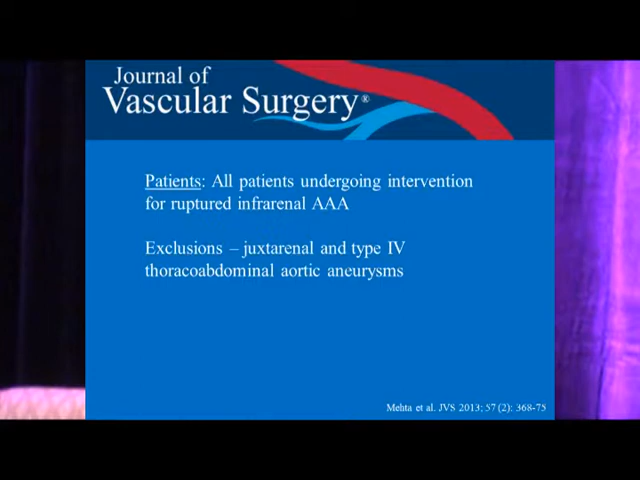 Journal of
Vascular Surgery®
Patients: All patients undergoing intervention
for ruptured infrarenal AAA
Exclusions – juxtarenal and type IV
thoracoabdominal aortic aneurysms
Mehta et al. JVS 2013; 57 (2): 368-75